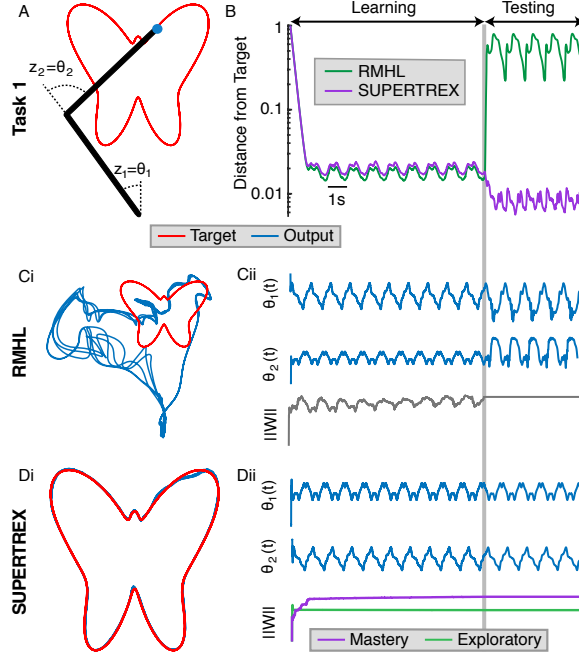 A
Task 1
z₂=θ₂
z₁=θ₁
B
Learning
Testing
Distance from Target
1
0.1
0.01
RMHL
SUPERTREX
1s
Target
Output
Ci
RMHL
Cii
θ₁(t)
θ₂(t)
||W||
Di
SUPERTREX
Dii
θ₁(t)
θ₂(t)
||W||
Mastery
Exploratory